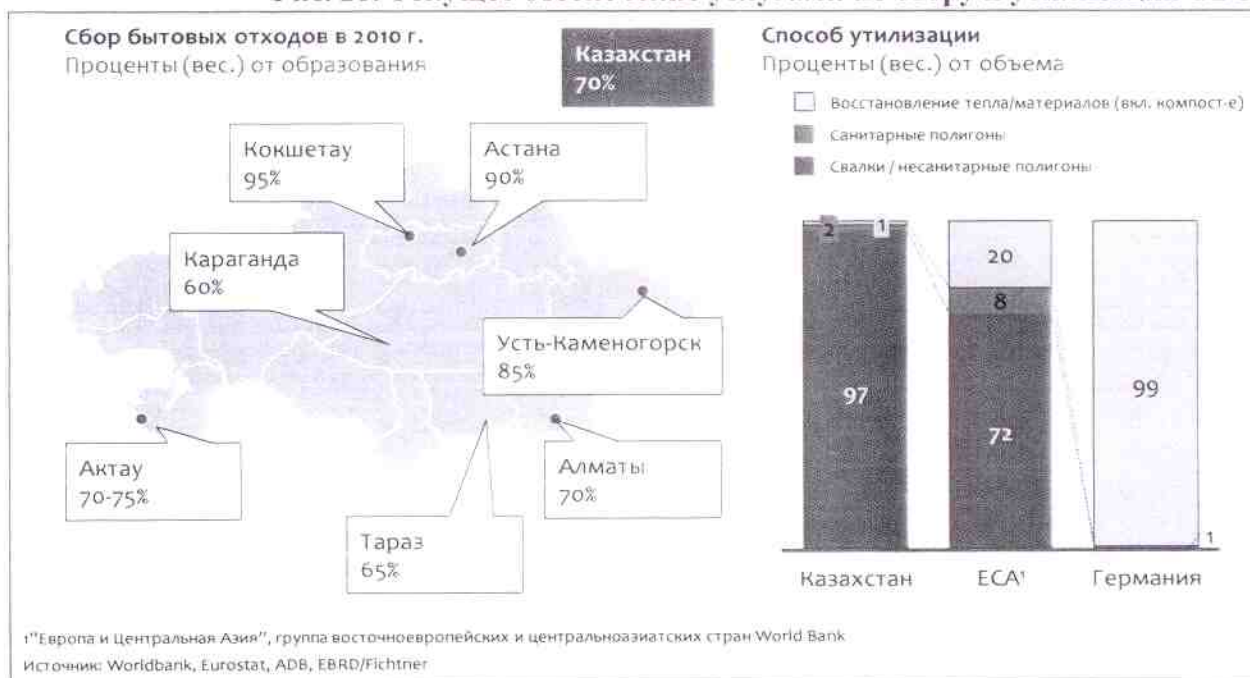 Сбор бытовых отходов в 2010 г.
Проценты (вес.) от образования
Казахстан
70%
Кокшетау
95%
Астана
90%
Караганда
60%
Усть-Каменогорск
85%
Актау
70-75%
Алматы
70%
Тараз
65%
Способ утилизации
Проценты (вес.) от объема
Восстановление тепла/материалов (вкл. компост-е)
Санитарные полигоны
Свалки / несанитарные полигоны
2 1
97
20
8
72
99
1
Казахстан ECA¹ Германия
1"Европа и Центральная Азия", группа восточноевропейских и центральноазиатских стран World Bank
Источник: Worldbank, Eurostat, ADB, EBRD/Fichtner